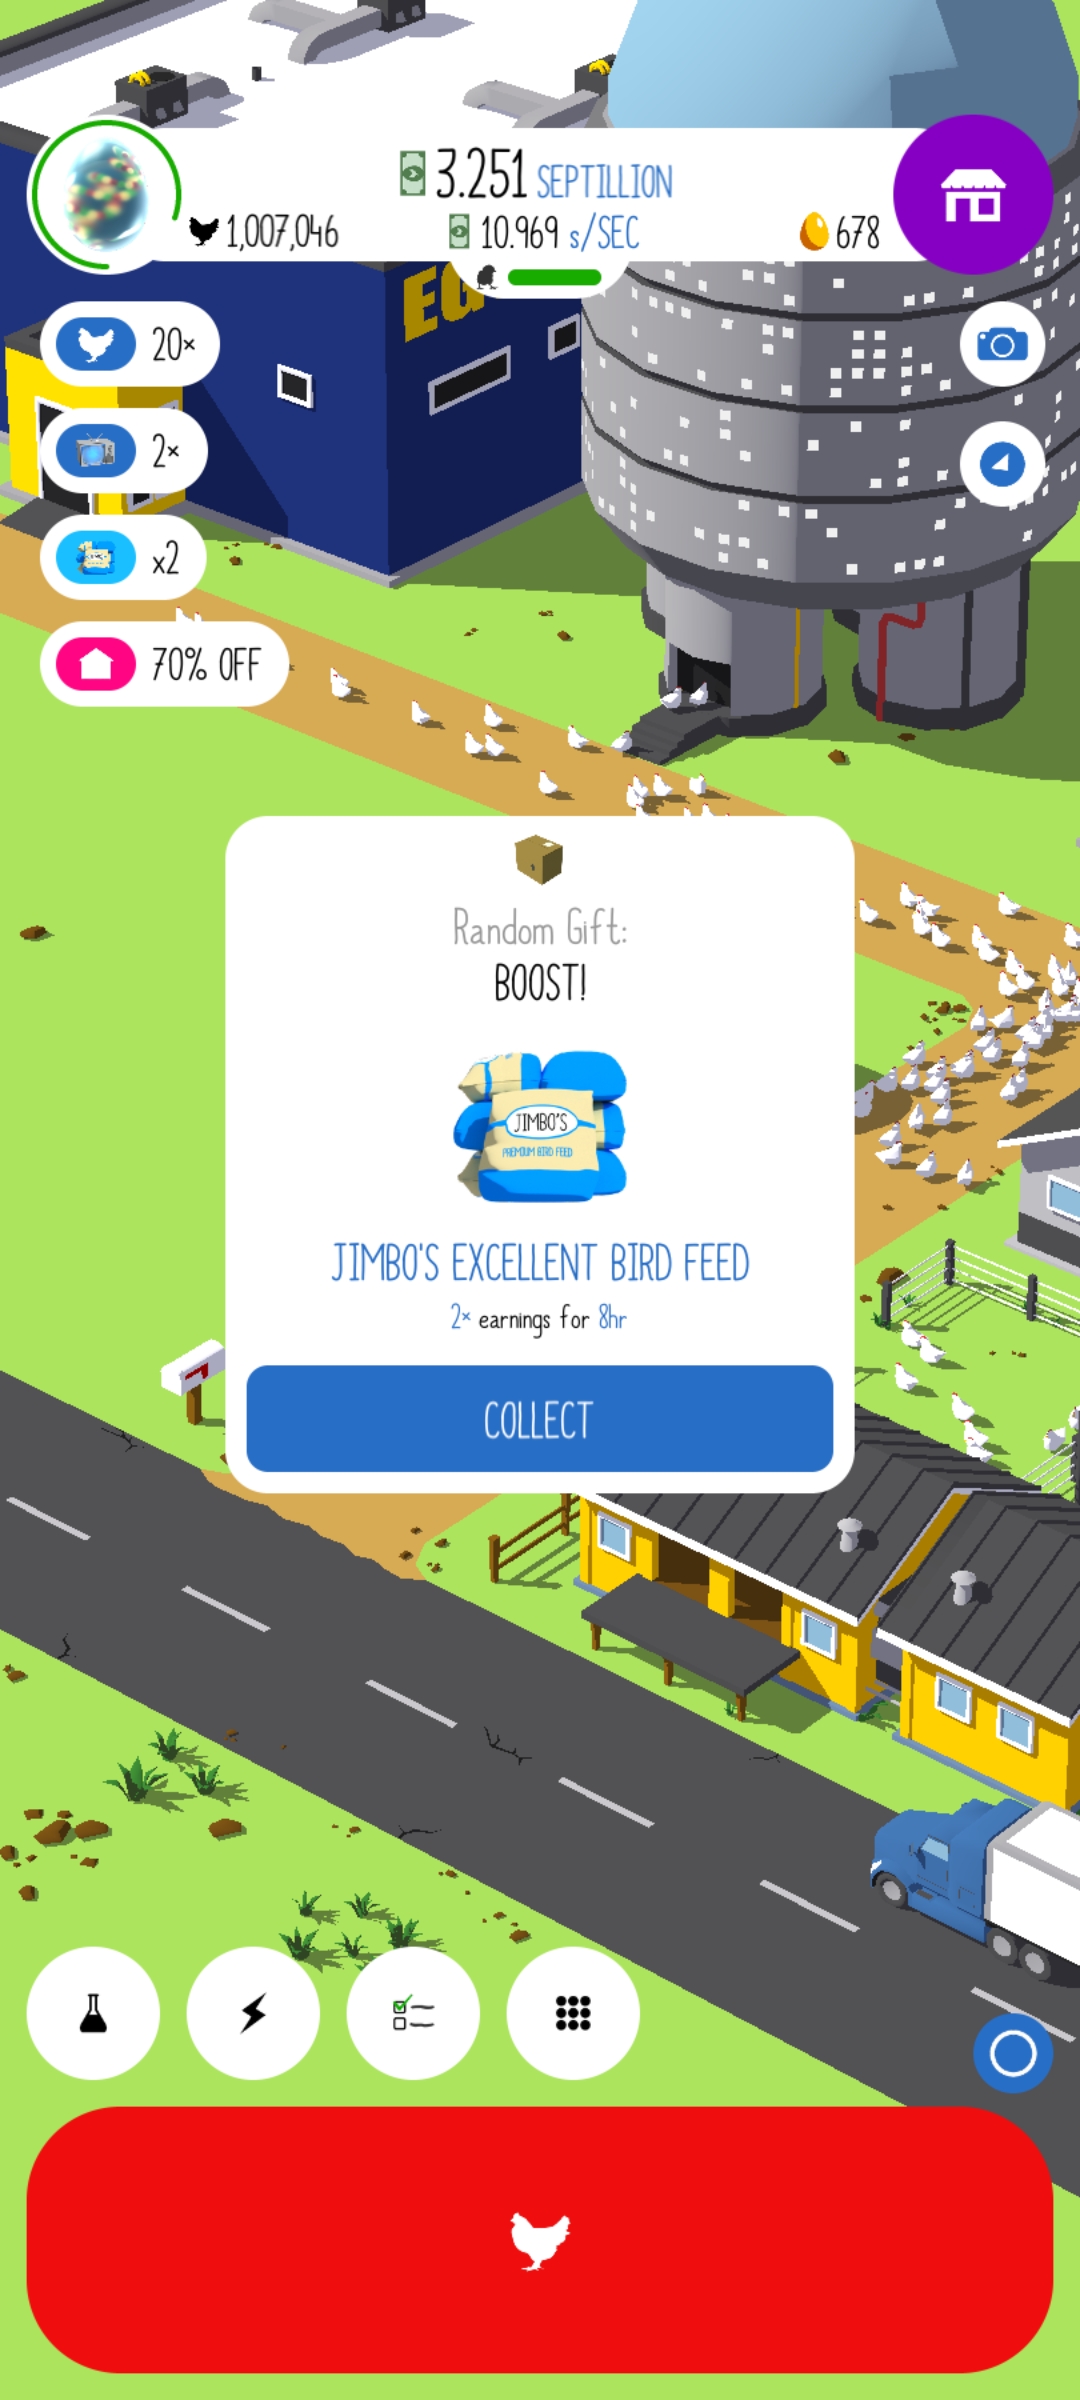 3.251 SEPTILLION
1,007,046
10.969 s/SEC
678
EG
20×
2×
x2
70% OFF
Random Gift:
BOOST!
JIMBO'S
PREMIUM BIRD FEED
JIMBO'S EXCELLENT BIRD FEED
2× earnings for 8hr
COLLECT